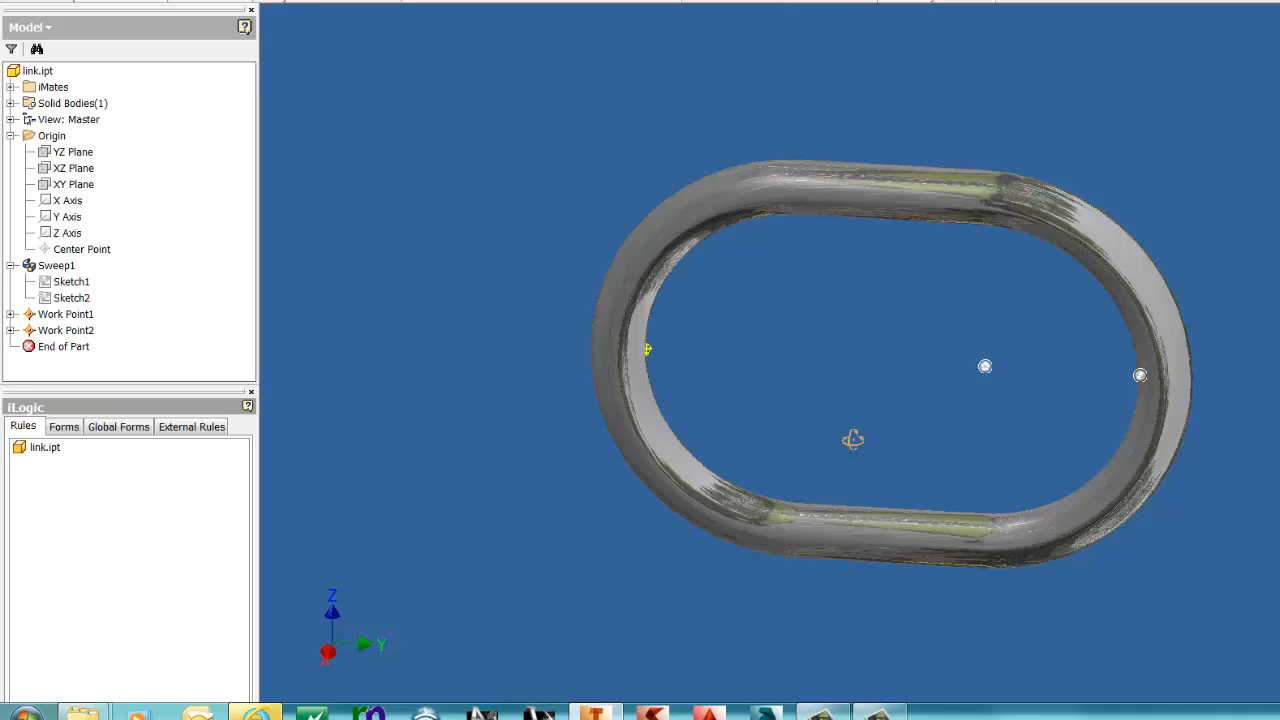 Model
link.ipt
iMates
Solid Bodies(1)
View: Master
Origin
YZ Plane
XZ Plane
XY Plane
X Axis
Y Axis
Z Axis
Center Point
Sweep1
Sketch1
Sketch2
Work Point1
Work Point2
End of Part
iLogic
Rules Forms Global Forms External Rules
link.ipt
Z
Y
X